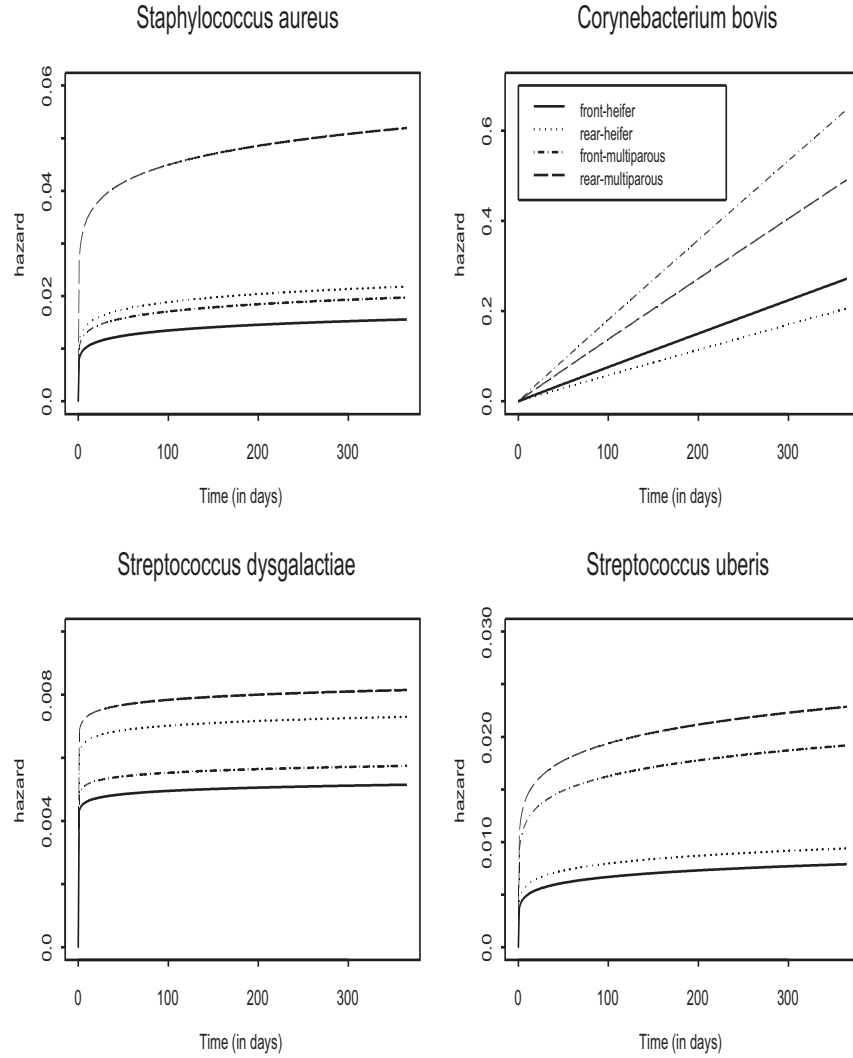 Staphylococcus aureus
hazard
0.06
0.04
0.02
0.0
0 100 200 300
Time (in days)
Corynebacterium bovis
front-heifer
rear-heifer
front-multiparous
rear-multiparous
hazard
0.6
0.4
0.2
0.0
0 100 200 300
Time (in days)
Streptococcus dysgalactiae
hazard
0.008
0.004
0.0
0 100 200 300
Time (in days)
Streptococcus uberis
hazard
0.030
0.020
0.010
0.0
0 100 200 300
Time (in days)